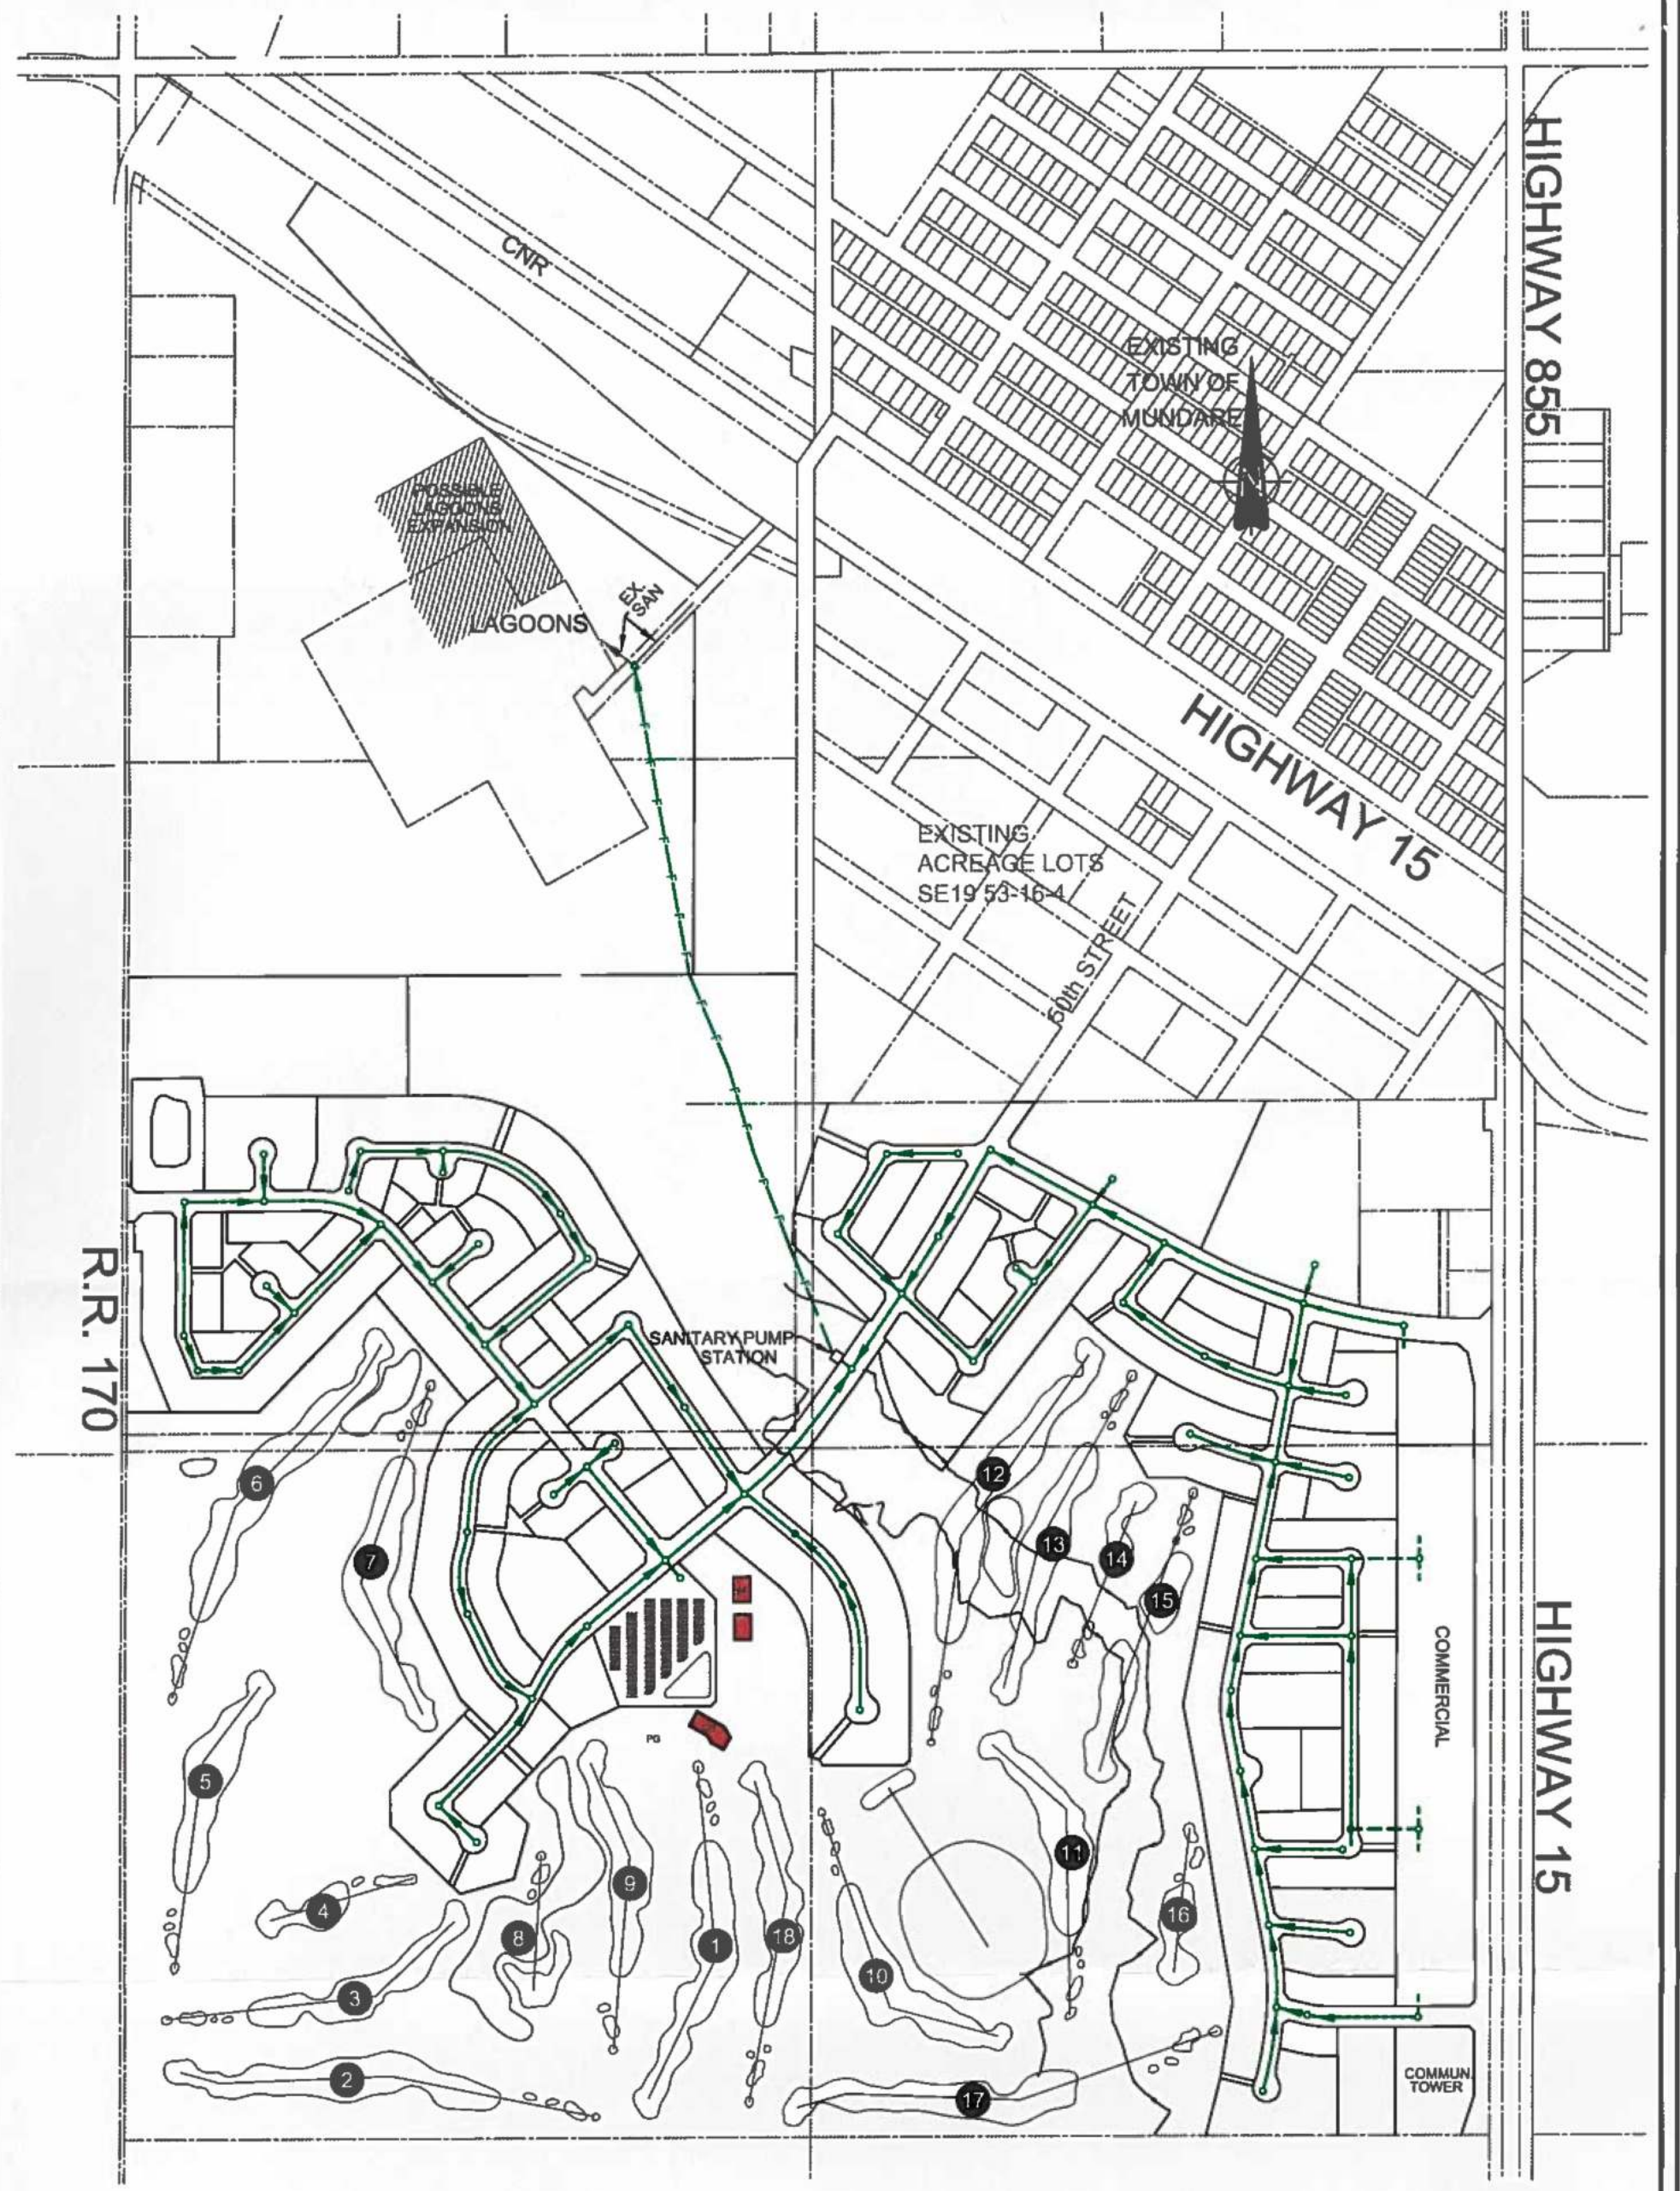 HIGHWAY 855
CNR
EXISTING
TOWN OF
MUNDARE
N
POSSIBLE
LAGOONS
EXPANSION
EX.
SAN
LAGOONS
HIGHWAY 15
EXISTING
ACREAGE LOTS
SE19 53-16-4
50th STREET
R.R. 170
SANITARY PUMP
STATION
12
6
13
14
7
15
HIGHWAY 15
COMMERCIAL
PG
5
11
9
4
16
8
18
1
10
3
COMMUN.
TOWER
2
17